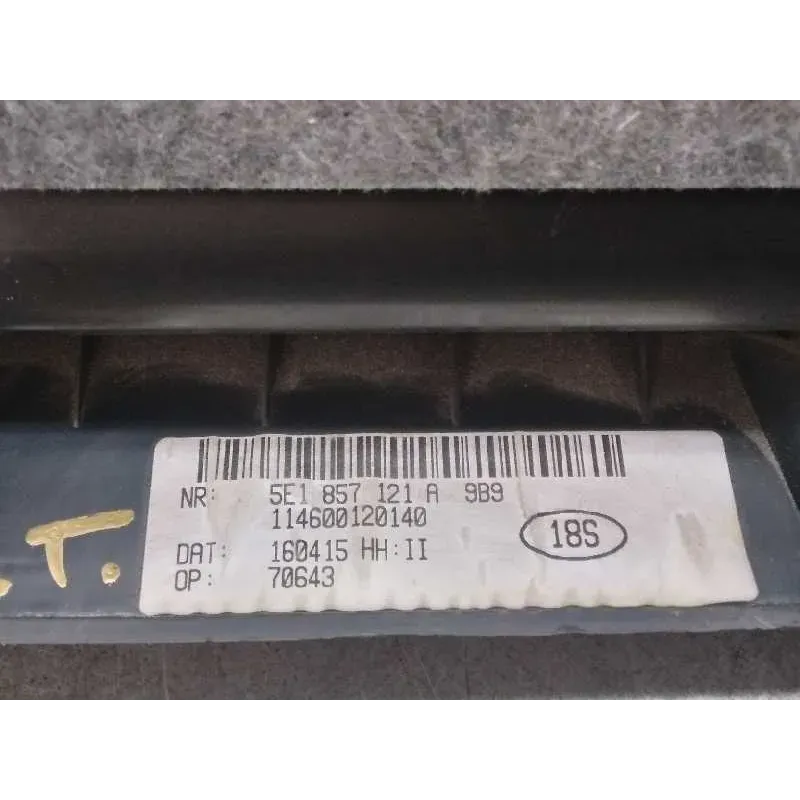 NR: 5E1 857 121 A 9B9
114600120140
18S
DAT: 160415 HH:II
OP: 70643
.T.